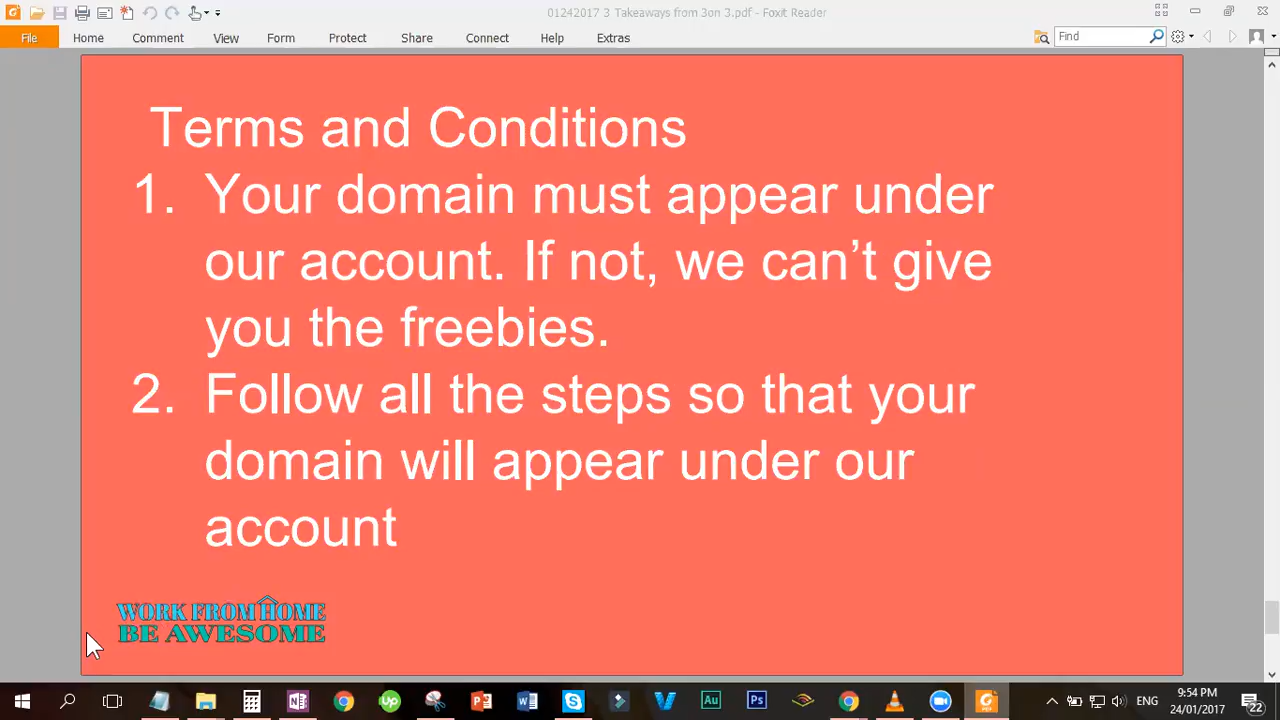 01242017 3 Takeaways from 3on 3.pdf - Foxit Reader
File Home Comment View Form Protect Share Connect Help Extras Find
Terms and Conditions
1. Your domain must appear under
our account. If not, we can’t give
you the freebies.
2. Follow all the steps so that your
domain will appear under our
account
WORK FROM HOME
BE AWESOME
ENG
9:54 PM
24/01/2017
22